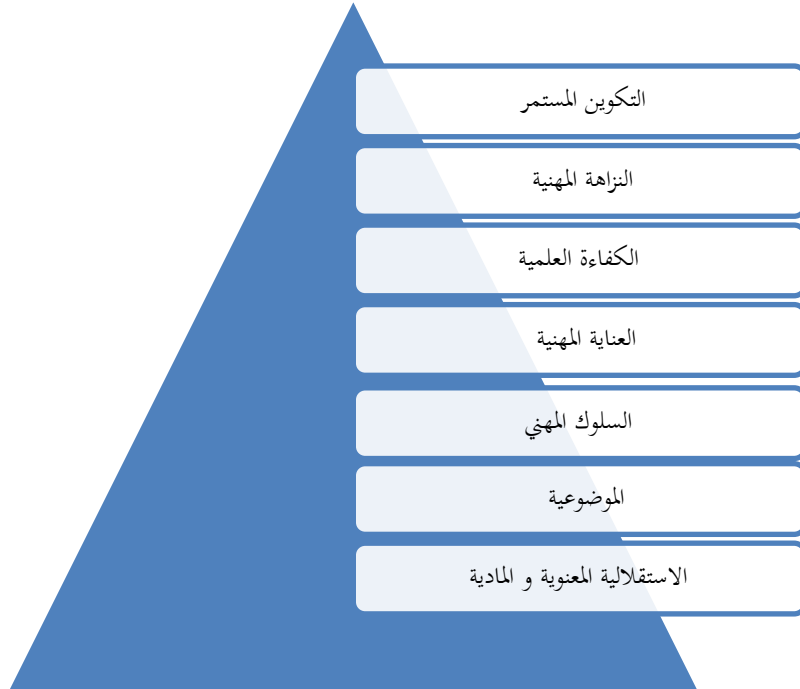 التكوين المستمر
النزاهة المهنية
الكفاءة العلمية
العناية المهنية
السلوك المهني
الموضوعية
الاستقلالية المعنوية و المادية